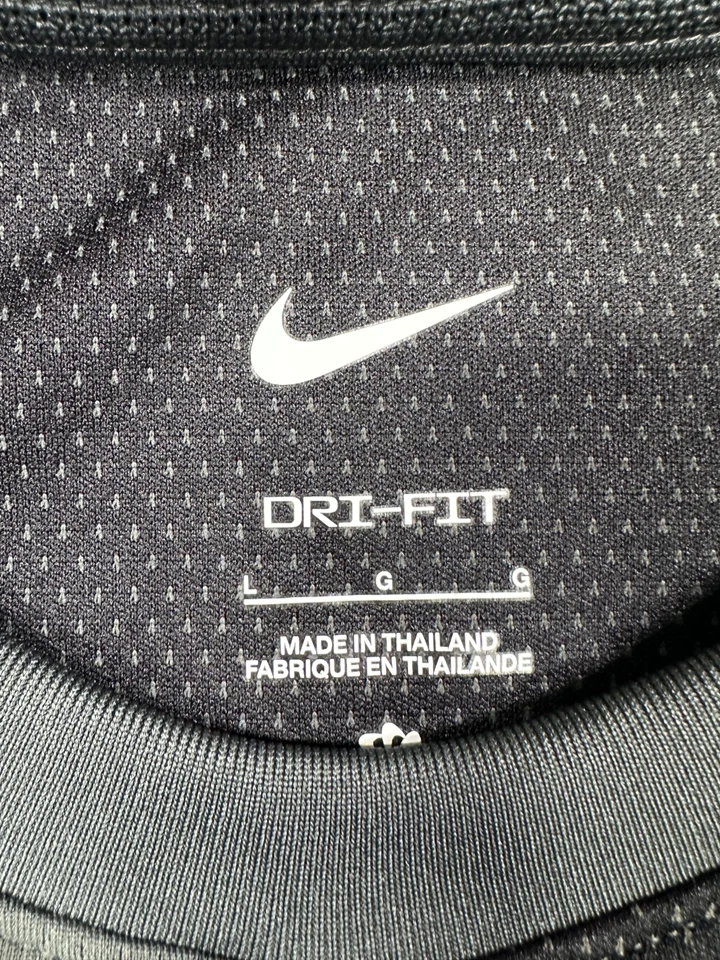 DRI-FIT
L G G
MADE IN THAILAND
FABRIQUE EN THAILANDE